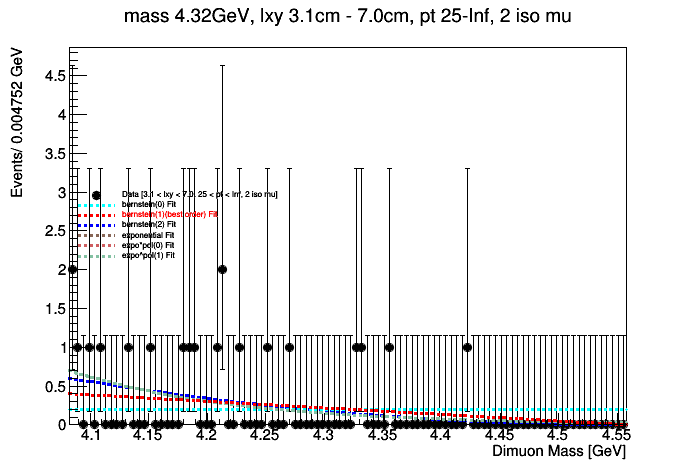 mass 4.32GeV, lxy 3.1cm - 7.0cm, pt 25-Inf, 2 iso mu
Events/ 0.004752 GeV
4.5
4
3.5
3
2.5
2
1.5
1
0.5
0
Data [3.1 < lxy < 7.0, 25 < pt < Inf, 2 iso mu]
bernstein(0) Fit
bernstein(1)(best order) Fit
bernstein(2) Fit
exponential Fit
expo*pol(0) Fit
expo*pol(1) Fit
4.1 4.15 4.2 4.25 4.3 4.35 4.4 4.45 4.5 4.55
Dimuon Mass [GeV]